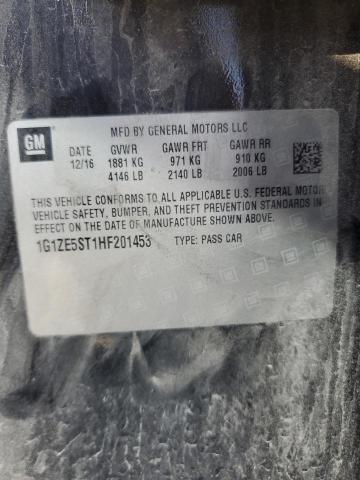 GM
MFD BY GENERAL MOTORS LLC
DATE GVWR GAWR FRT GAWR RR
12/16 1881 KG 971 KG 910 KG
4146 LB 2140 LB 2006 LB
THIS VEHICLE CONFORMS TO ALL APPLICABLE U.S. FEDERAL MOTOR
VEHICLE SAFETY, BUMPER, AND THEFT PREVENTION STANDARDS IN
EFFECT ON THE DATE OF MANUFACTURE SHOWN ABOVE.
1G1ZE5ST1HF201453 TYPE: PASS CAR